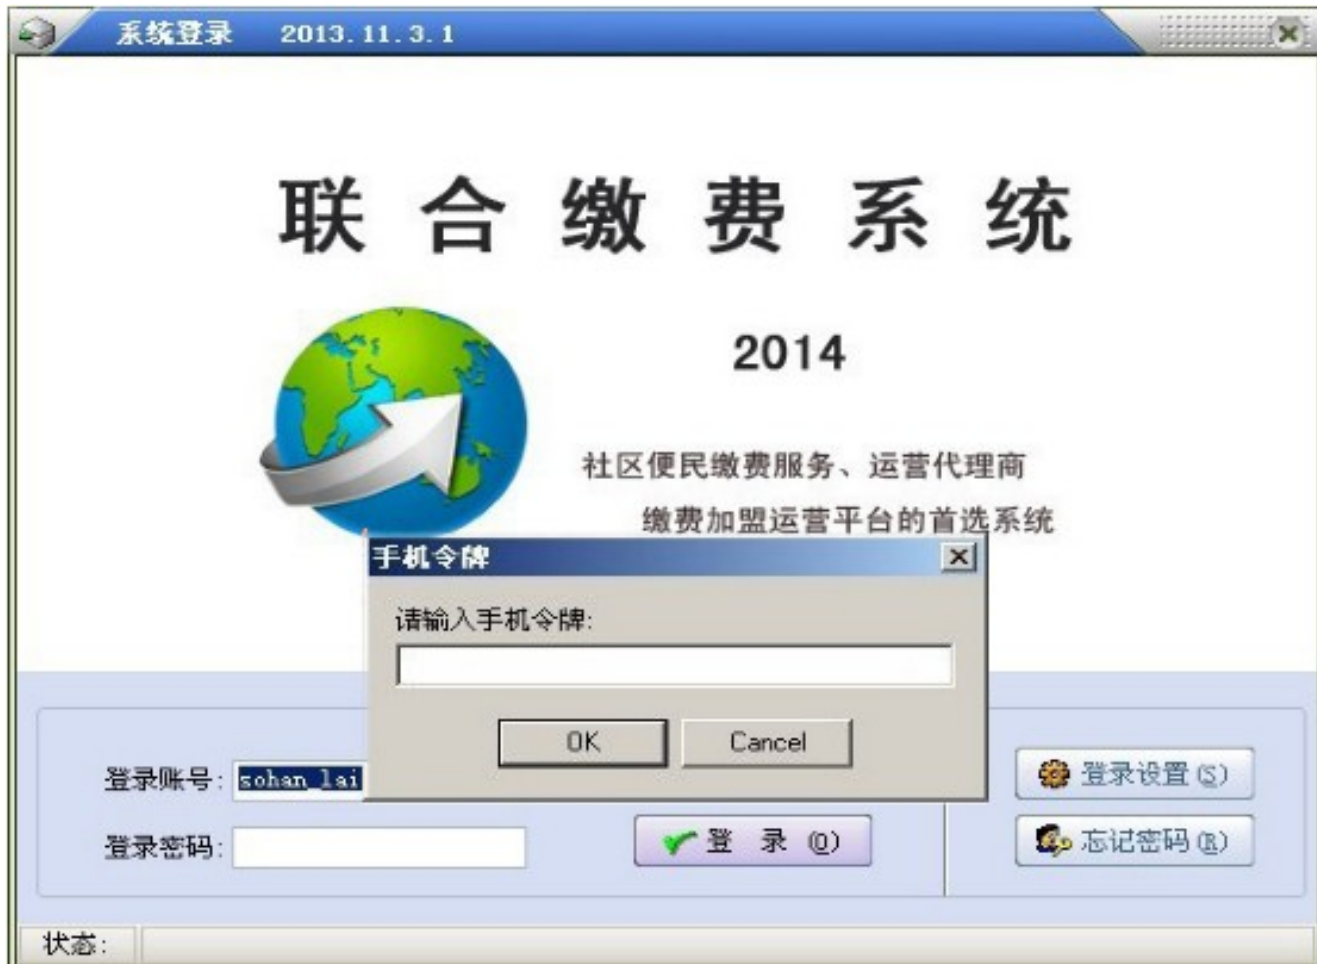 系统登录 2013.11.3.1
联合缴费系统
2014
社区便民缴费服务、运营代理商
缴费加盟运营平台的首选系统
手机令牌
请输入手机令牌:
OK Cancel
登录账号: sohan_lai
登录设置(S)
登录密码:
登 录 (O)
忘记密码(R)
状态: